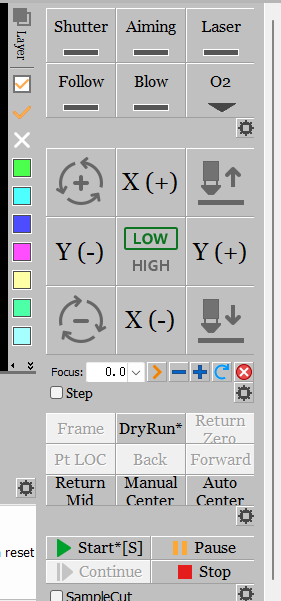 Layer
Shutter
Aiming
Laser
Follow
Blow
O2
X (+)
Y (-)
LOW
HIGH
Y (+)
X (-)
Focus: 0.0
Step
Frame
DryRun*
Return
Zero
Pt LOC
Back
Forward
Return
Mid
Manual
Center
Auto
Center
reset
Start*[S]
Pause
Continue
Stop
SampleCut